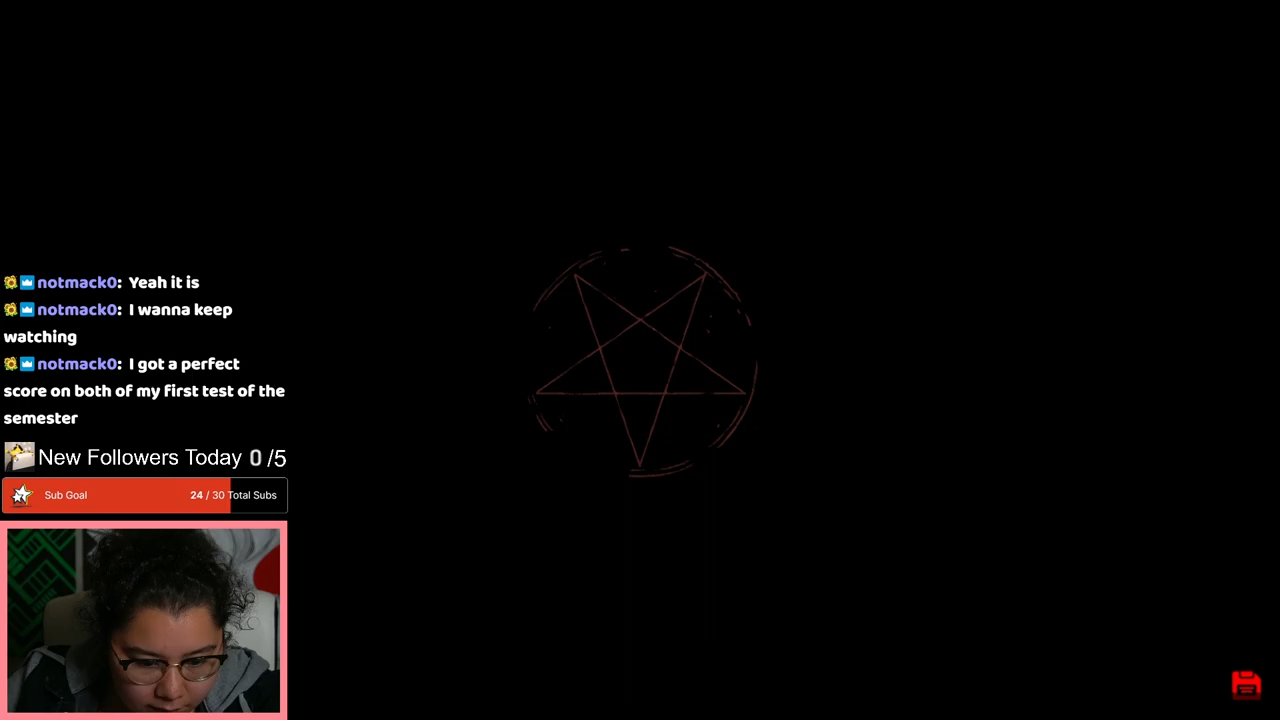 notmack0: Yeah it is
notmack0: I wanna keep
watching
notmack0: I got a perfect
score on both of my first test of the
semester
New Followers Today 0 /5
Sub Goal 24 / 30 Total Subs